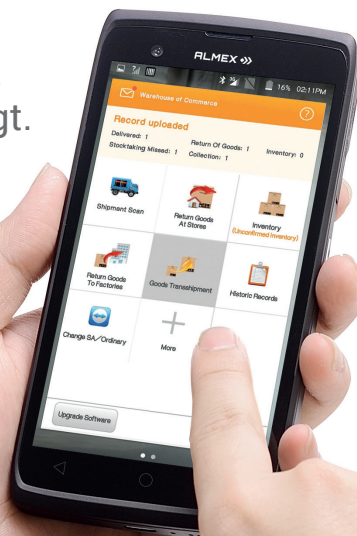 gt.
ALMEX
3G 16% 02:11PM
Warehouse of Commerce
?
Record uploaded
Delivered: 1 Return Of Goods: 1 Inventory: 0
Stocktaking Missed: 1 Collection: 1
Shipment Scan
Return Goods
At Stores
Inventory
(Unconfirmed Inventory)
Return Goods
To Factories
Goods Transshipment
Historic Records
Change SA/Ordinary
More
Upgrade Software